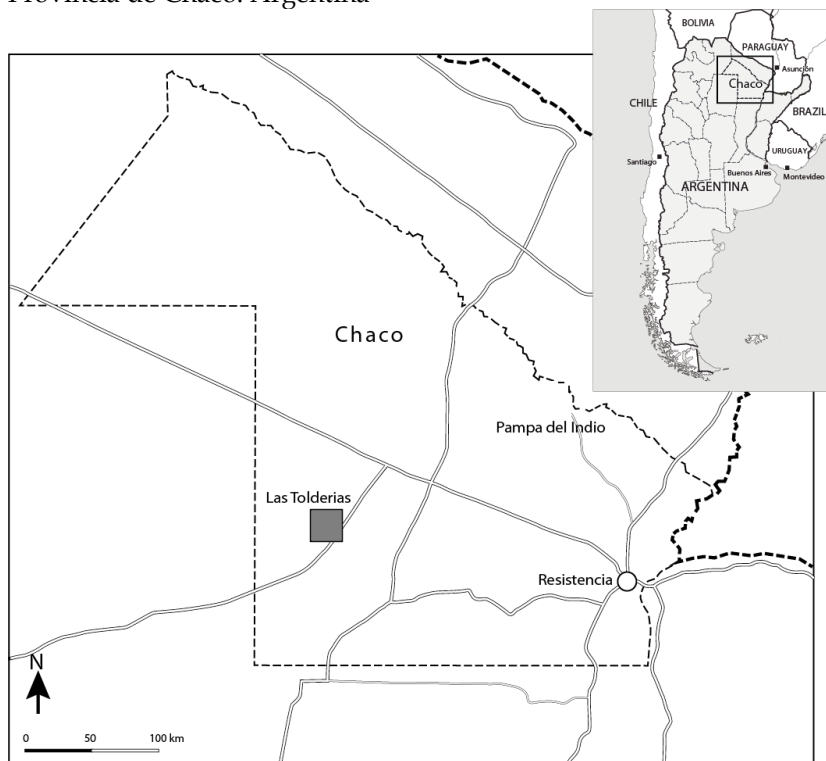 Provincia de Chaco. Argentina
BOLIVIA
PARAGUAY
Asunción
Chaco
CHILE
BRAZIL
URUGUAY
Santiago
Buenos Aires
Montevideo
ARGENTINA
Chaco
Pampa del Indio
Las Tolderias
Resistencia
N
0 50 100 km